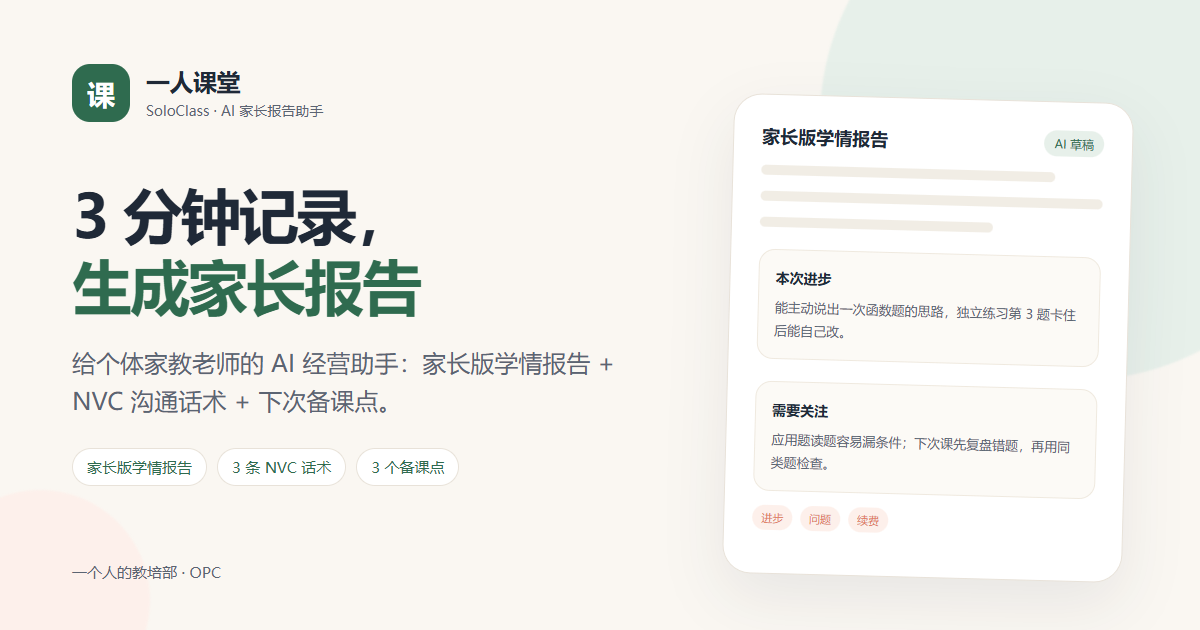 课
一人课堂
SoloClass · AI 家长报告助手
3 分钟记录，
生成家长报告
给个体家教老师的 AI 经营助手：家长版学情报告 +
NVC 沟通话术 + 下次备课点。
家长版学情报告
3 条 NVC 话术
3 个备课点
一个人的教培部 · OPC
家长版学情报告
AI 草稿
本次进步
能主动说出一次函数题的思路，独立练习第 3 题卡住
后能自己改。
需要关注
应用题读题容易漏条件；下次课先复盘错题，再用同
类题检查。
进步
问题
续费